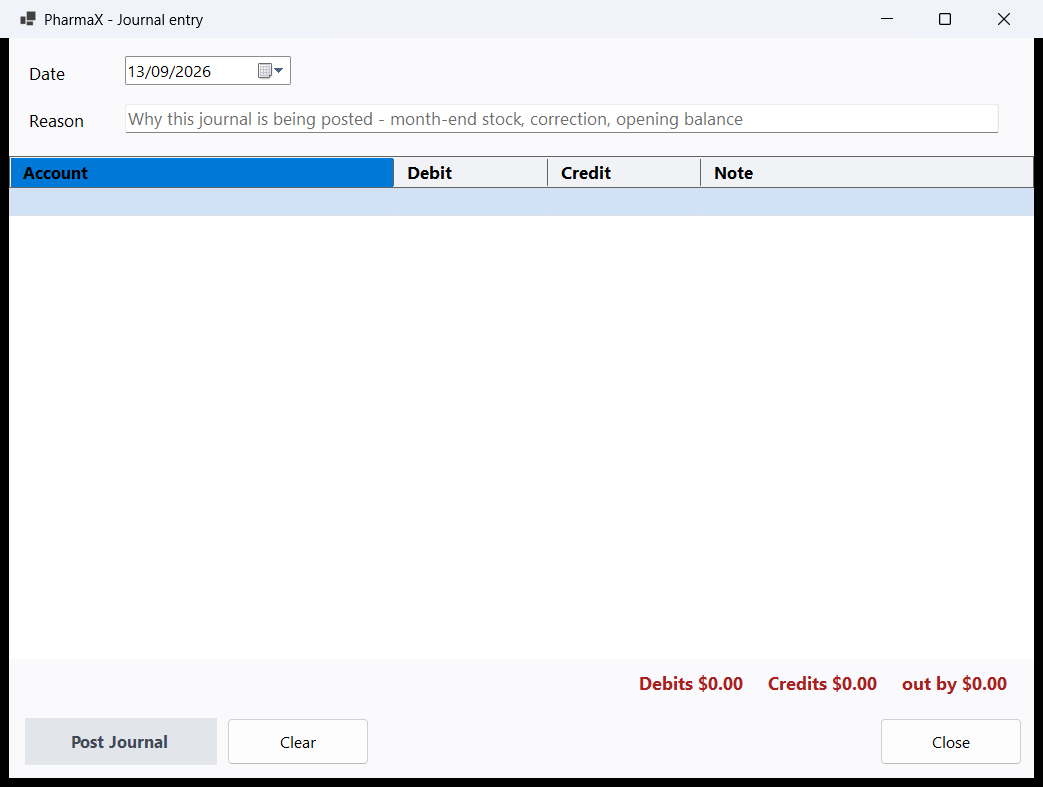 PharmaX - Journal entry
Date
13/09/2026
Reason
Why this journal is being posted - month-end stock, correction, opening balance
Account Debit Credit Note
Debits $0.00 Credits $0.00 out by $0.00
Post Journal Clear Close